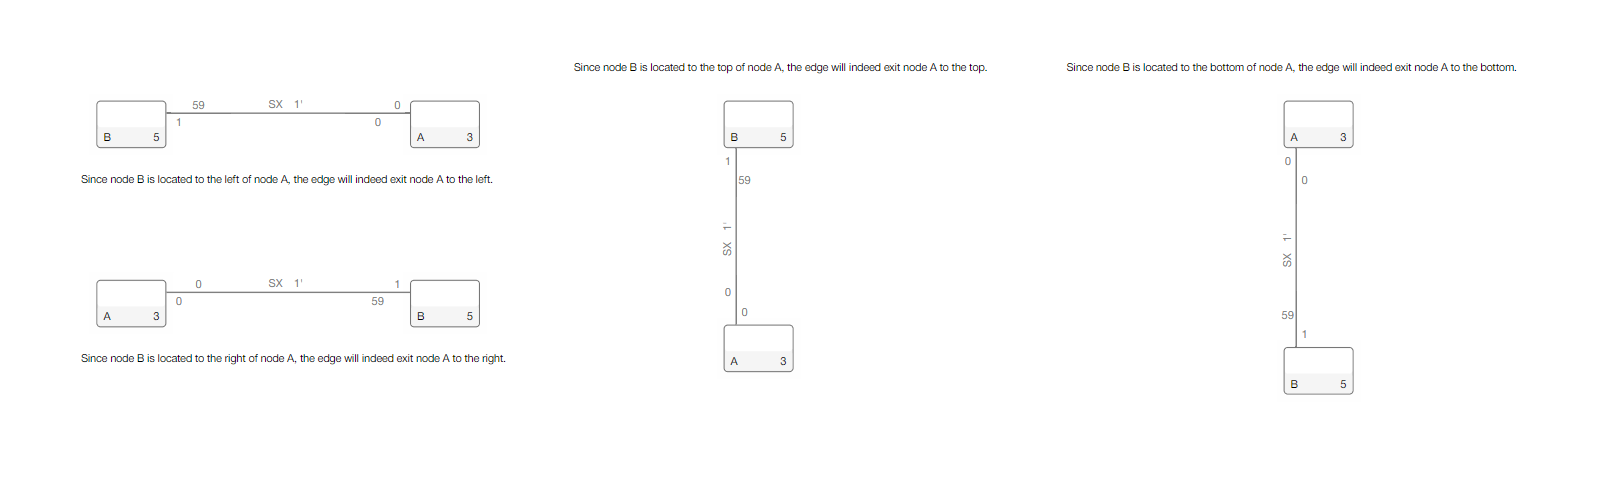 Since node B is located to the top of node A, the edge will indeed exit node A to the top.
Since node B is located to the bottom of node A, the edge will indeed exit node A to the bottom.
59 SX 1' 0
1 0
B 5 A 3
Since node B is located to the left of node A, the edge will indeed exit node A to the left.
0 SX 1' 1
0 59
A 3 B 5
Since node B is located to the right of node A, the edge will indeed exit node A to the right.
B 5
1
59
SX 1'
0
0
A 3
A 3
0
0
SX 1'
59
1
B 5